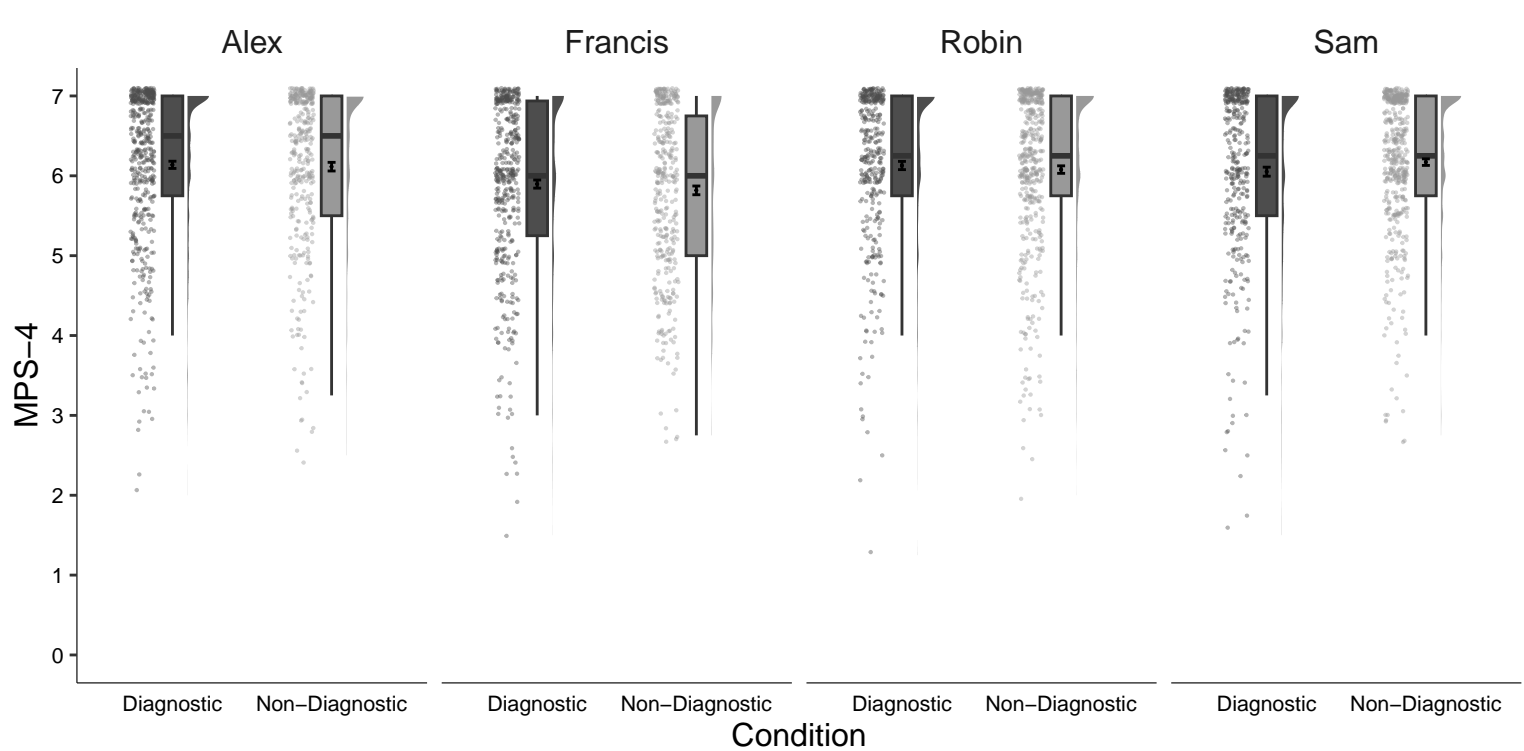 Alex
Francis
Robin
Sam
MPS−4
7
6
5
4
3
2
1
0
Diagnostic
Non−Diagnostic
Diagnostic
Non−Diagnostic
Diagnostic
Non−Diagnostic
Diagnostic
Non−Diagnostic
Condition